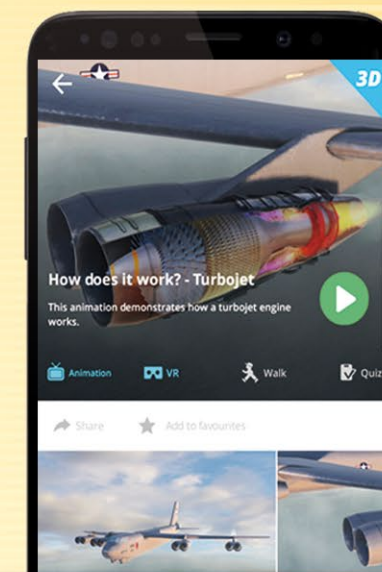 3D
How does it work? - Turbojet
This animation demonstrates how a turbojet engine
works.
Animation VR Walk Quiz
Share Add to favourites